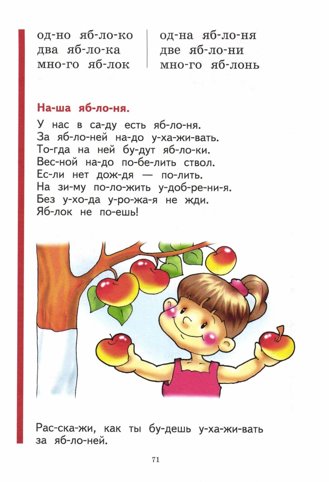 од-но яб-ло-ко
два яб-ло-ка
мно-го яб-лок
од-на яб-ло-ня
две яб-ло-ни
мно-го яб-лонь
На-ша яб-ло-ня.
У нас в са-ду есть яб-ло-ня.
За яб-ло-ней на-до у-ха-жи-вать.
То-гда на ней бу-дут яб-ло-ки.
Вес-ной на-до по-бе-лить ствол.
Ес-ли нет дож-дя — по-лить.
На зи-му по-ло-жить у-доб-ре-ни-я.
Без у-хо-да у-ро-жа-я не жди.
Яб-лок не по-ешь!
Рас-ска-жи, как ты бу-дешь у-ха-жи-вать
за яб-ло-ней.
71